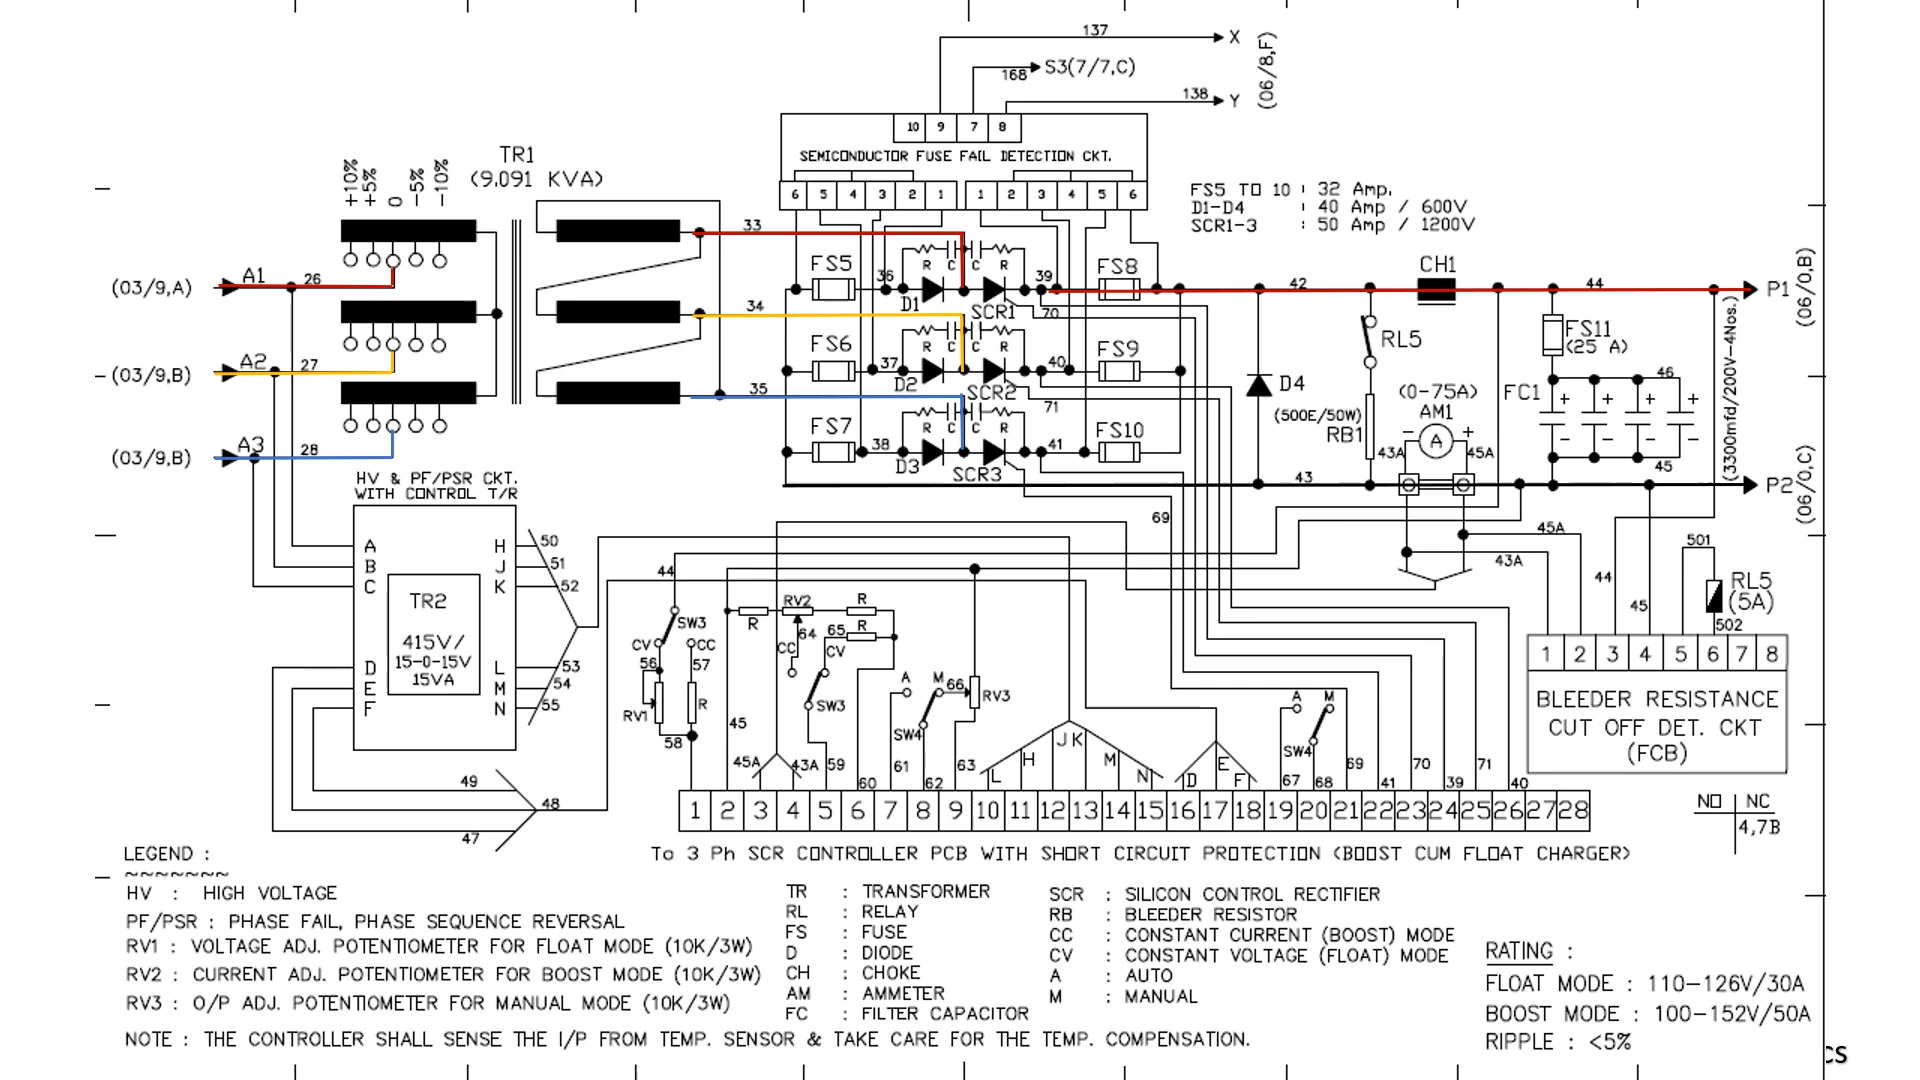 137
X
168
S3(7/7,C)
138
Y
(06/8,F)
10 9 7 8
SEMICONDUCTOR FUSE FAIL DETECTION CKT.
6 5 4 3 2 1 1 2 3 4 5 6
TR1
(9.091 KVA)
+10% +5% 0 -5% -10%
FS5 TO 10 : 32 Amp.
D1-D4 : 40 Amp / 600V
SCR1-3 : 50 Amp / 1200V
(03/9,A) A1 26
33
FS5 36 R C C R 39 FS8
D1 SCR1 70
42 CH1 44 P1
(06/0,B)
34
(03/9,B) A2 27
FS6 37 R C C R 40 FS9
D2 SCR2 71
35
(03/9,B) A3 28
FS7 38 R C C R 41 FS10
D3 SCR3
D4
RL5
(500E/50W)
RB1
(0-75A)
AM1
- A +
43A 45A
FS11
(25 A)
FC1
46
+ + + +
- - - -
45
(3300mfd/200V-4Nos.)
43 P2
(06/0,C)
HV & PF/PSR CKT.
WITH CONTROL T/R
A H 50
B J 51
C K 52
TR2
415V/
15-0-15V
15VA
D L 53
E M 54
F N 55
49
48
47
69
45A
43A
44
45
501
RL5
(5A)
502
1 2 3 4 5 6 7 8
BLEEDER RESISTANCE
CUT OFF DET. CKT
(FCB)
NO NC
4,7B
44
SW3
CV CC
56 57
RV1 R
58
45
R RV2 R
64 65 R
CC CV
SW3
45A 43A 59 60
A M 66 RV3
SW4
61 62 63
L H J K M N
D E F
A M
SW4
67 68 69 41 70 39 71 40
1 2 3 4 5 6 7 8 9 10 11 12 13 14 15 16 17 18 19 20 21 22 23 24 25 26 27 28
To 3 Ph SCR CONTROLLER PCB WITH SHORT CIRCUIT PROTECTION (BOOST CUM FLOAT CHARGER)
LEGEND :
~~~~~~~
HV : HIGH VOLTAGE
PF/PSR : PHASE FAIL, PHASE SEQUENCE REVERSAL
RV1 : VOLTAGE ADJ. POTENTIOMETER FOR FLOAT MODE (10K/3W)
RV2 : CURRENT ADJ. POTENTIOMETER FOR BOOST MODE (10K/3W)
RV3 : O/P ADJ. POTENTIOMETER FOR MANUAL MODE (10K/3W)
TR : TRANSFORMER
RL : RELAY
FS : FUSE
D : DIODE
CH : CHOKE
AM : AMMETER
FC : FILTER CAPACITOR
SCR : SILICON CONTROL RECTIFIER
RB : BLEEDER RESISTOR
CC : CONSTANT CURRENT (BOOST) MODE
CV : CONSTANT VOLTAGE (FLOAT) MODE
A : AUTO
M : MANUAL
NOTE : THE CONTROLLER SHALL SENSE THE I/P FROM TEMP. SENSOR & TAKE CARE FOR THE TEMP. COMPENSATION.
RATING :
FLOAT MODE : 110-126V/30A
BOOST MODE : 100-152V/50A
RIPPLE : <5%
cs